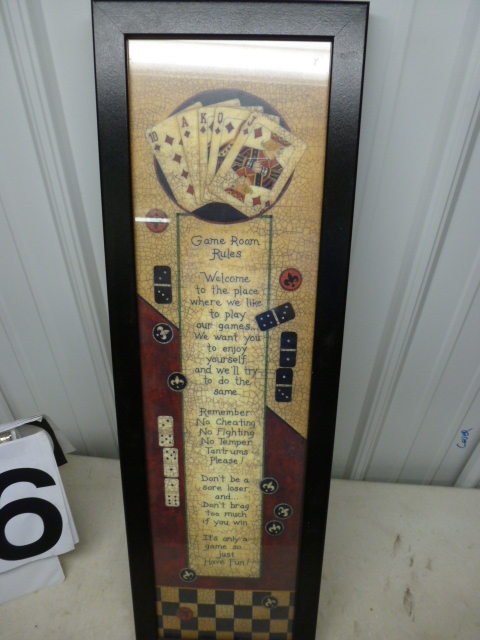 10 A K Q J
Game Room
Rules
Welcome
to the place
where we like
to play
our games...
We want you
to enjoy
yourself
and we'll try
to do the
same
Remember
No Cheating
No Fighting
No Temper
Tantrums
Please!
Don't be a
sore loser
and...
Don't brag
too much
if you win
It's only a
game so
just
Have Fun!
6